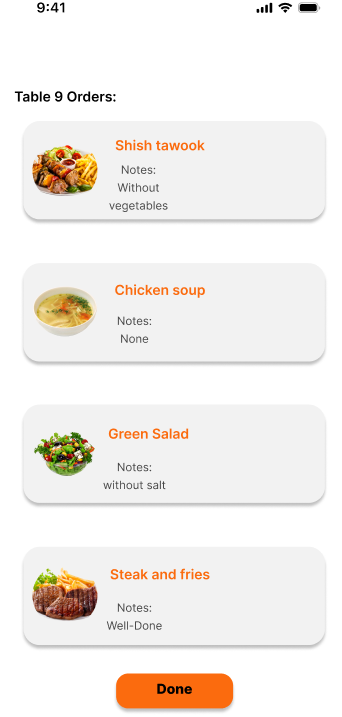 9:41
Table 9 Orders:
Shish tawook
Notes:
Without
vegetables
Chicken soup
Notes:
None
Green Salad
Notes:
without salt
Steak and fries
Notes:
Well-Done
Done